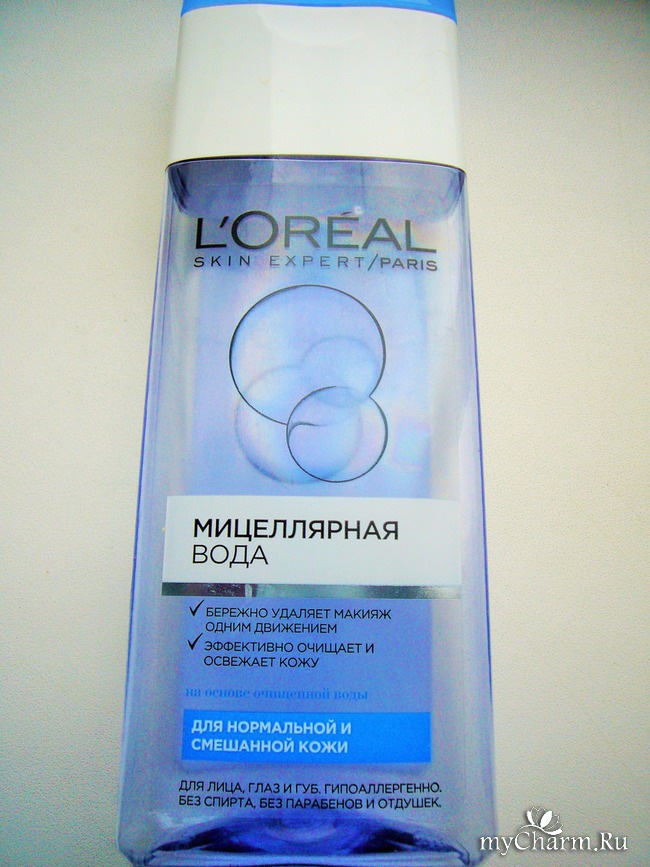 L'ORÉAL
SKIN EXPERT/PARIS
МИЦЕЛЛЯРНАЯ
ВОДА
✓ БЕРЕЖНО УДАЛЯЕТ МАКИЯЖ
ОДНИМ ДВИЖЕНИЕМ
✓ ЭФФЕКТИВНО ОЧИЩАЕТ И
ОСВЕЖАЕТ КОЖУ
на основе очищенной воды
ДЛЯ НОРМАЛЬНОЙ И
СМЕШАННОЙ КОЖИ
ДЛЯ ЛИЦА, ГЛАЗ И ГУБ. ГИПОАЛЛЕРГЕННО.
БЕЗ СПИРТА, БЕЗ ПАРАБЕНОВ И ОТДУШЕК.
myCharm.Ru